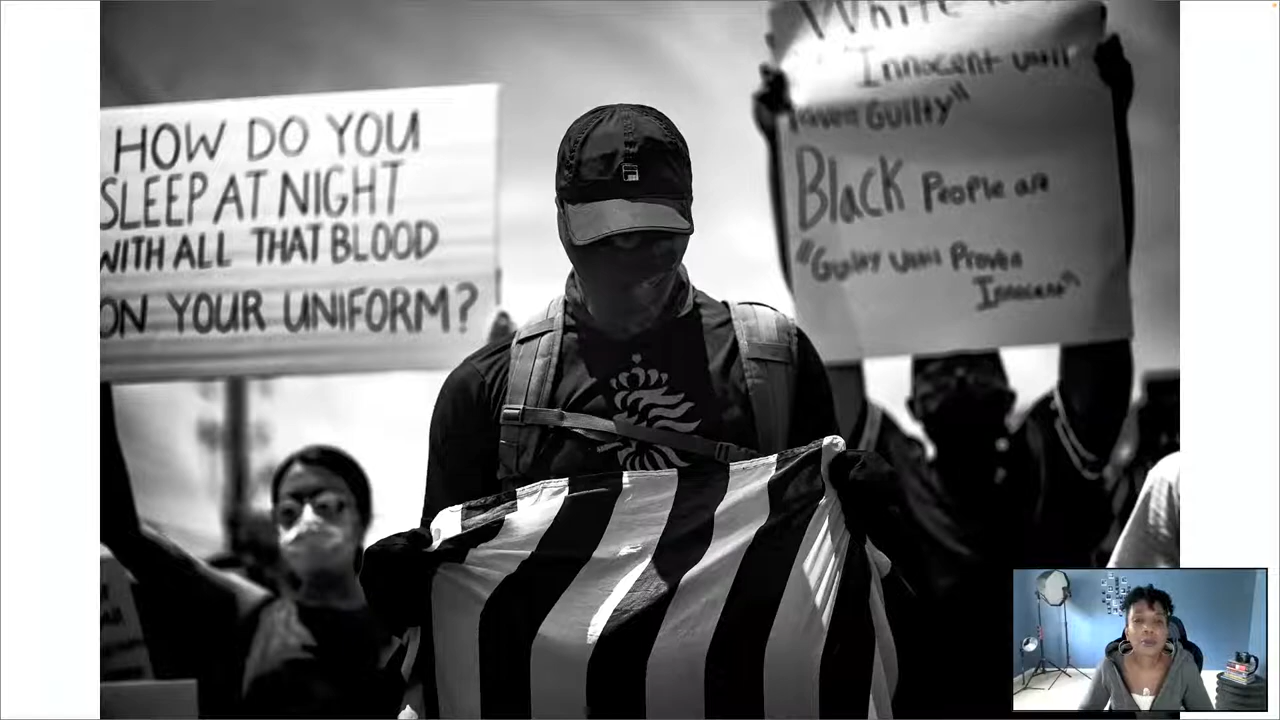 HOW DO YOU
SLEEP AT NIGHT
WITH ALL THAT BLOOD
ON YOUR UNIFORM?
White
"Innocent until
Guilty"
Black People are
"Guilty Until Proven
Innocent"